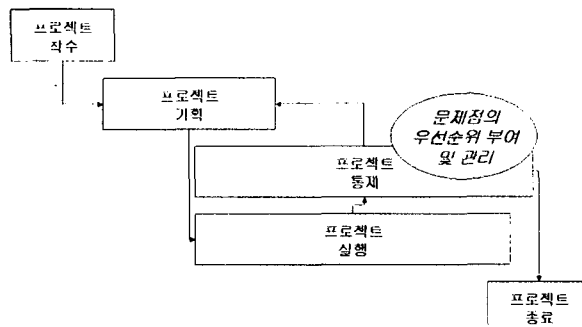 프로젝트
착수
프로젝트
기획
문제점의
우선순위 부여
및 관리
프로젝트
통제
프로젝트
실행
프로젝트
종료